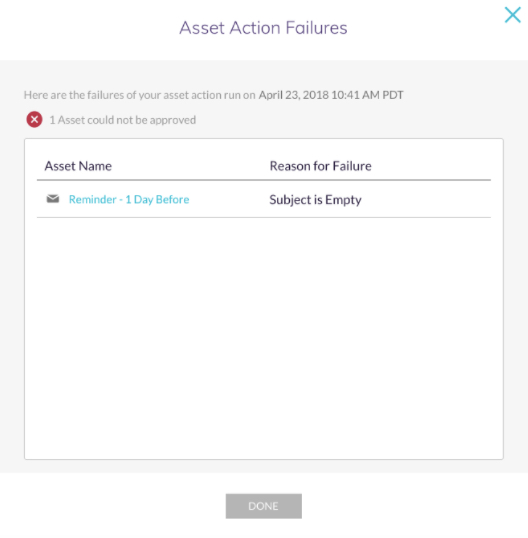 Asset Action Failures
Here are the failures of your asset action run on April 23, 2018 10:41 AM PDT
1 Asset could not be approved
Asset Name Reason for Failure
Reminder - 1 Day Before Subject is Empty
DONE